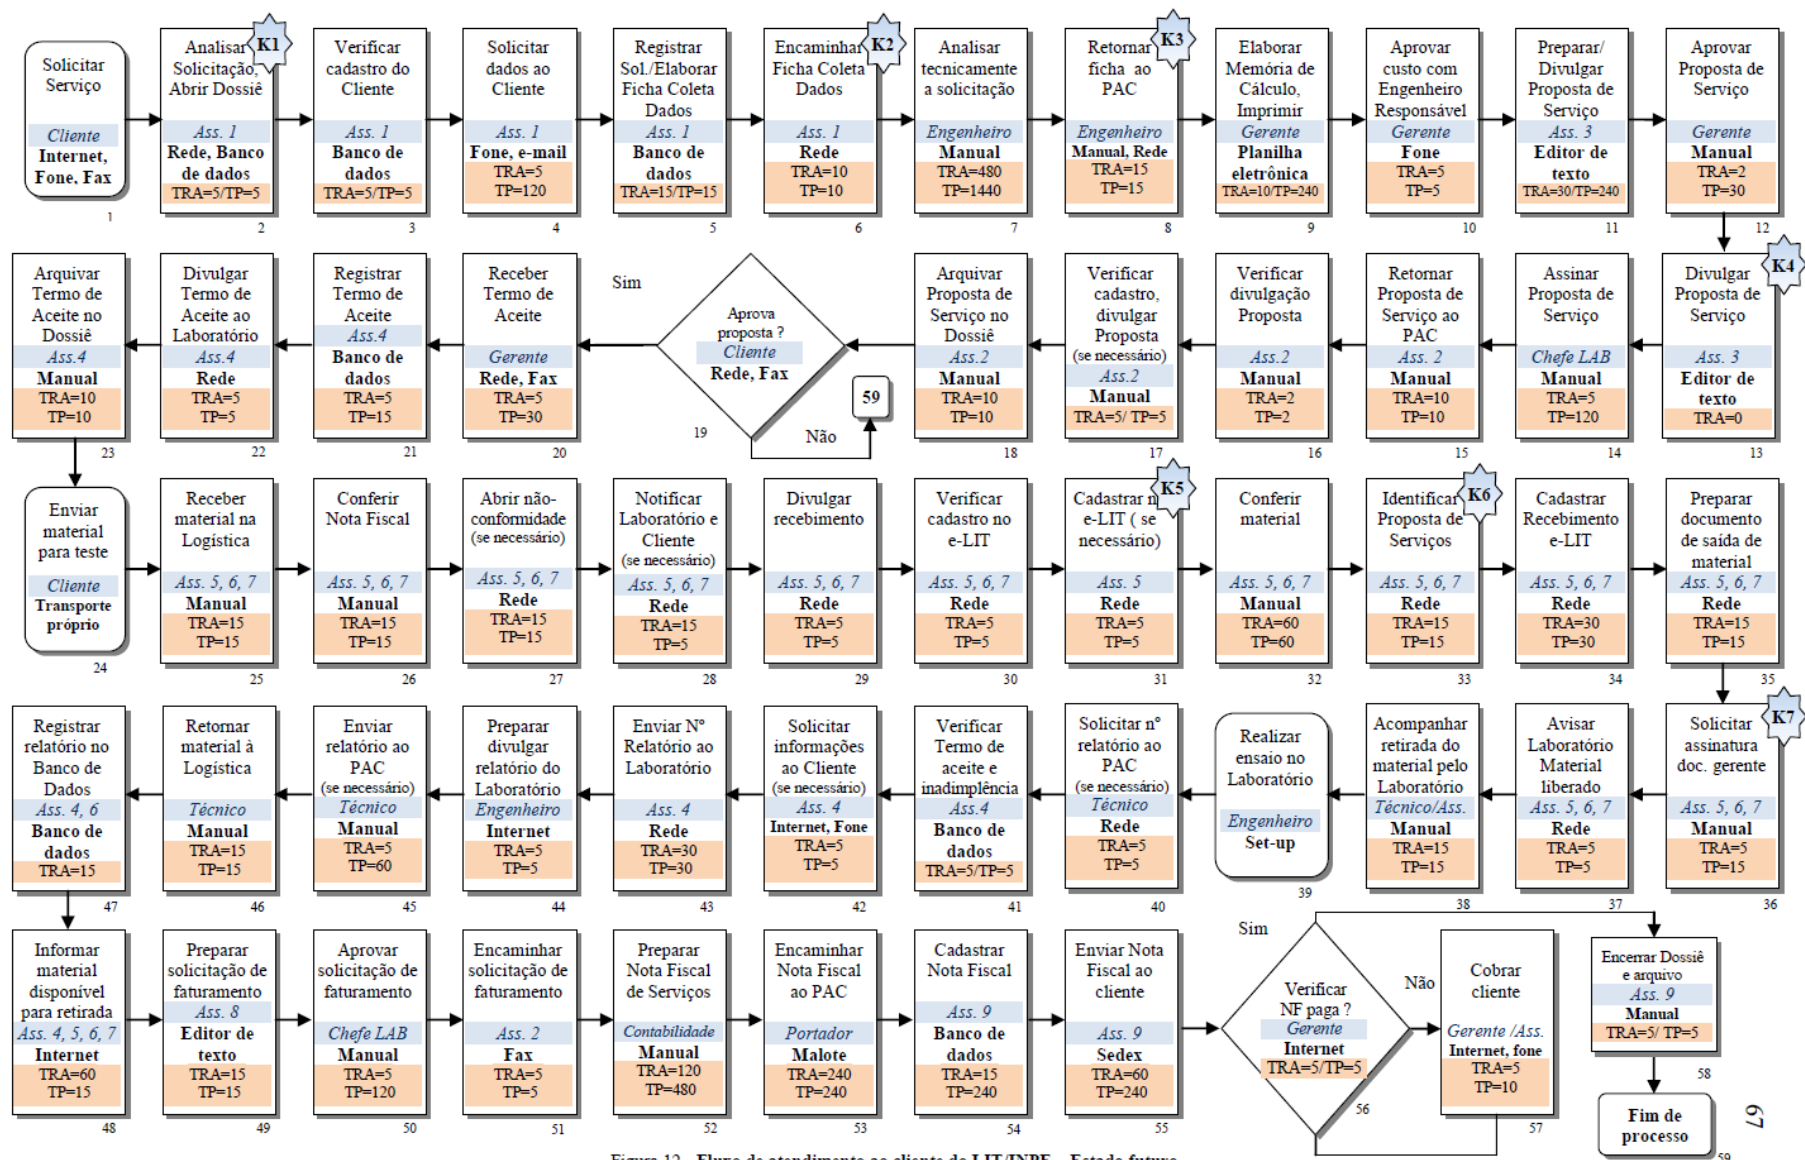 Solicitar
Serviço
Cliente
Internet,
Fone, Fax
1
K1
Analisar
Solicitação,
Abrir Dossiê
Ass. 1
Rede, Banco
de dados
TRA=5/TP=5
2
Verificar
cadastro do
Cliente
Ass. 1
Banco de
dados
TRA=5/TP=5
3
Solicitar
dados ao
Cliente
Ass. 1
Fone, e-mail
TRA=5
TP=120
4
Registrar
Sol./Elaborar
Ficha Coleta
Dados
Ass. 1
Banco de
dados
TRA=15/TP=15
5
K2
Encaminhar
Ficha Coleta
Dados
Ass. 1
Rede
TRA=10
TP=10
6
Analisar
tecnicamente
a solicitação
Engenheiro
Manual
TRA=480
TP=1440
7
K3
Retornar
ficha ao
PAC
Engenheiro
Manual, Rede
TRA=15
TP=15
8
Elaborar
Memória de
Cálculo,
Imprimir
Gerente
Planilha
eletrônica
TRA=10/TP=240
9
Aprovar
custo com
Engenheiro
Responsável
Gerente
Fone
TRA=5
TP=5
10
Preparar/
Divulgar
Proposta de
Serviço
Ass. 3
Editor de
texto
TRA=30/TP=240
11
Aprovar
Proposta de
Serviço
Gerente
Manual
TRA=2
TP=30
12
K4
Divulgar
Proposta de
Serviço
Ass. 3
Editor de
texto
TRA=0
13
Assinar
Proposta de
Serviço
Chefe LAB
Manual
TRA=5
TP=120
14
Retornar
Proposta de
Serviço ao
PAC
Ass. 2
Manual
TRA=10
TP=10
15
Verificar
divulgação
Proposta
Ass.2
Manual
TRA=2
TP=2
16
Verificar
cadastro,
divulgar
Proposta
(se necessário)
Ass.2
Manual
TRA=5/ TP=5
17
Arquivar
Proposta de
Serviço no
Dossiê
Ass.2
Manual
TRA=10
TP=10
18
Aprova
proposta ?
Cliente
Rede, Fax
19
Sim
Não
59
Receber
Termo de
Aceite
Gerente
Rede, Fax
TRA=5
TP=30
20
Registrar
Termo de
Aceite
Ass.4
Banco de
dados
TRA=5
TP=15
21
Divulgar
Termo de
Aceite ao
Laboratório
Ass.4
Rede
TRA=5
TP=5
22
Arquivar
Termo de
Aceite no
Dossiê
Ass.4
Manual
TRA=10
TP=10
23
Enviar
material
para teste
Cliente
Transporte
próprio
24
Receber
material na
Logística
Ass. 5, 6, 7
Manual
TRA=15
TP=15
25
Conferir
Nota Fiscal
Ass. 5, 6, 7
Manual
TRA=15
TP=15
26
Abrir não-
conformidade
(se necessário)
Ass. 5, 6, 7
Rede
TRA=15
TP=15
27
Notificar
Laboratório e
Cliente
(se necessário)
Ass. 5, 6, 7
Rede
TRA=15
TP=5
28
Divulgar
recebimento
Ass. 5, 6, 7
Rede
TRA=5
TP=5
29
Verificar
cadastro no
e-LIT
Ass. 5, 6, 7
Rede
TRA=5
TP=5
30
K5
Cadastrar n
e-LIT ( se
necessário)
Ass. 5
Rede
TRA=5
TP=5
31
Conferir
material
Ass. 5, 6, 7
Manual
TRA=60
TP=60
32
K6
Identificar
Proposta de
Serviços
Ass. 5, 6, 7
Rede
TRA=15
TP=15
33
Cadastrar
Recebimento
e-LIT
Ass. 5, 6, 7
Rede
TRA=30
TP=30
34
Preparar
documento
de saída de
material
Ass. 5, 6, 7
Rede
TRA=15
TP=15
35
K7
Solicitar
assinatura
doc. gerente
Ass. 5, 6, 7
Manual
TRA=5
TP=15
36
Avisar
Laboratório
Material
liberado
Ass. 5, 6, 7
Rede
TRA=5
TP=5
37
Acompanhar
retirada do
material pelo
Laboratório
Técnico/Ass.
Manual
TRA=15
TP=15
38
Realizar
ensaio no
Laboratório
Engenheiro
Set-up
39
Solicitar nº
relatório ao
PAC
(se necessário)
Técnico
Rede
TRA=5
TP=5
40
Verificar
Termo de
aceite e
inadimplência
Ass.4
Banco de
dados
TRA=5/TP=5
41
Solicitar
informações
ao Cliente
(se necessário)
Ass. 4
Internet, Fone
TRA=5
TP=5
42
Enviar Nº
Relatório ao
Laboratório
Ass. 4
Rede
TRA=30
TP=30
43
Preparar
divulgar
relatório do
Laboratório
Engenheiro
Internet
TRA=5
TP=5
44
Enviar
relatório ao
PAC
(se necessário)
Técnico
Manual
TRA=5
TP=60
45
Retornar
material à
Logística
Técnico
Manual
TRA=15
TP=15
46
Registrar
relatório no
Banco de
Dados
Ass. 4, 6
Banco de
dados
TRA=15
47
Informar
material
disponível
para retirada
Ass. 4, 5, 6, 7
Internet
TRA=60
TP=15
48
Preparar
solicitação de
faturamento
Ass. 8
Editor de
texto
TRA=15
TP=15
49
Aprovar
solicitação de
faturamento
Chefe LAB
Manual
TRA=5
TP=120
50
Encaminhar
solicitação de
faturamento
Ass. 2
Fax
TRA=5
TP=5
51
Preparar
Nota Fiscal
de Serviços
Contabilidade
Manual
TRA=120
TP=480
52
Encaminhar
Nota Fiscal
ao PAC
Portador
Malote
TRA=240
TP=240
53
Cadastrar
Nota Fiscal
Ass. 9
Banco de
dados
TRA=15
TP=240
54
Enviar Nota
Fiscal ao
cliente
Ass. 9
Sedex
TRA=60
TP=240
55
Sim
Verificar
NF paga ?
Gerente
Internet
TRA=5/TP=5
56
Não
Cobrar
cliente
Gerente /Ass.
Internet, fone
TRA=5
TP=10
57
Encerrar Dossiê
e arquivo
Ass. 9
Manual
TRA=5/ TP=5
58
Fim de
processo
59
67
Figura 12 - Fluxo de atendimento ao cliente do LIT/INPE – Estado futuro